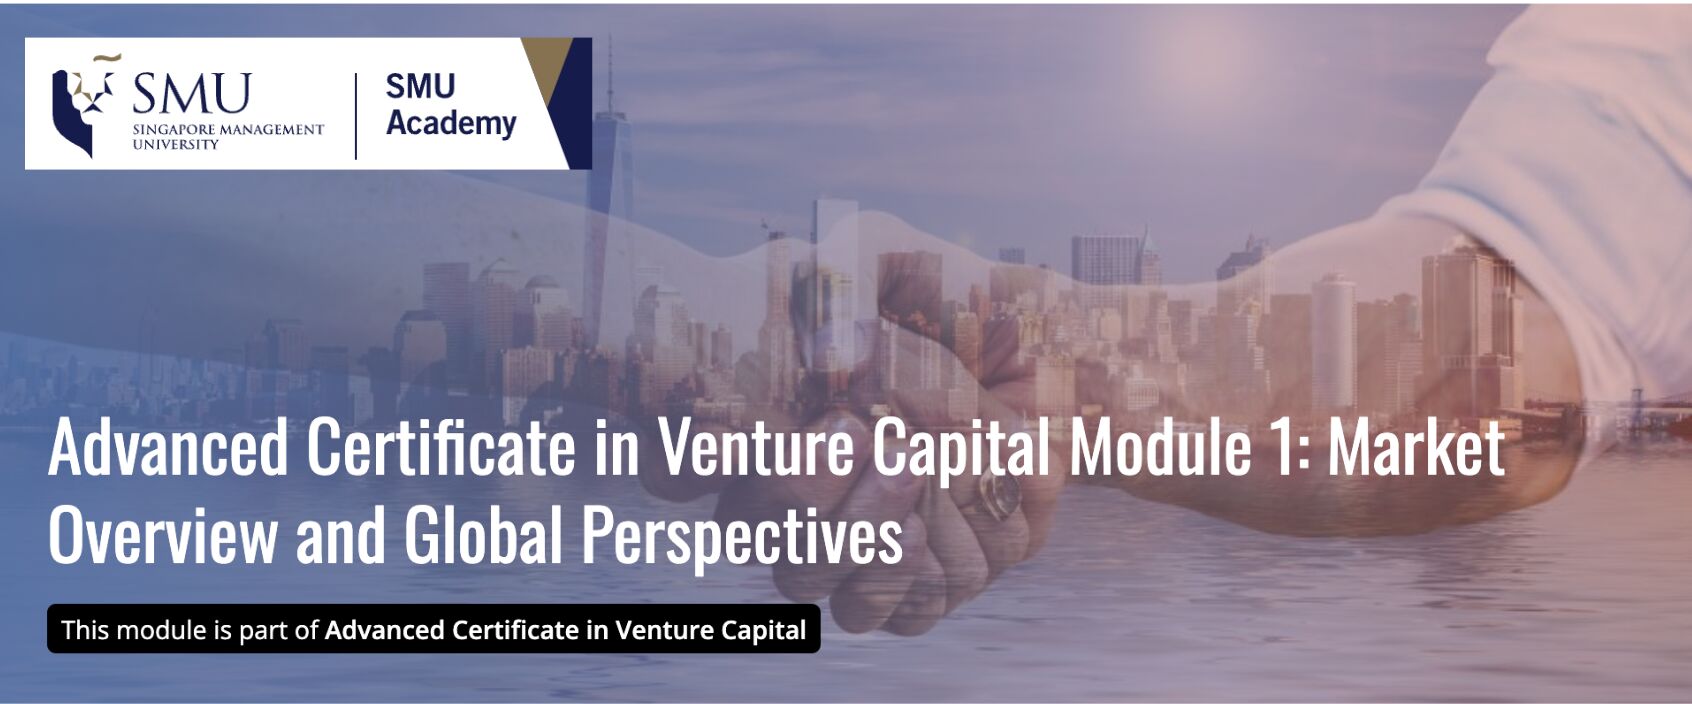 SMU
SINGAPORE MANAGEMENT
UNIVERSITY
SMU
Academy
Advanced Certificate in Venture Capital Module 1: Market
Overview and Global Perspectives
This module is part of Advanced Certificate in Venture Capital